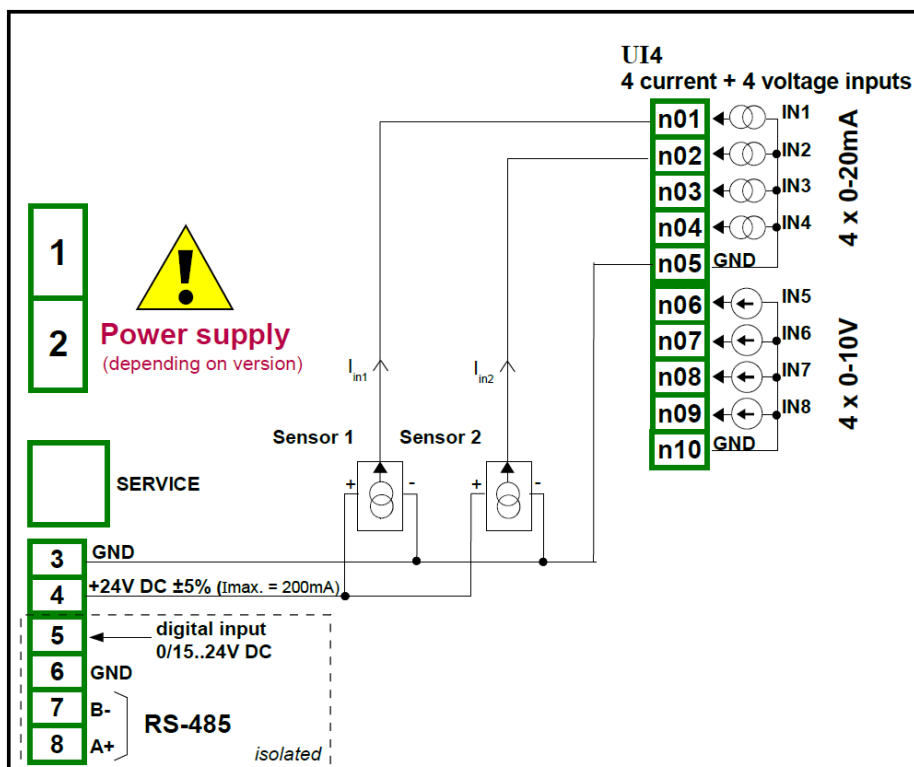 UI4
4 current + 4 voltage inputs
n01
IN1
n02
IN2
n03
IN3
n04
IN4
n05
GND
4 x 0-20mA
n06
IN5
n07
IN6
n08
IN7
n09
IN8
n10
GND
4 x 0-10V
1
2
!
Power supply
(depending on version)
Iin1
Iin2
Sensor 1
Sensor 2
+
-
+
-
SERVICE
3
GND
4
+24V DC ±5% (Imax. = 200mA)
5
digital input
0/15..24V DC
6
GND
7
B-
RS-485
8
A+
isolated